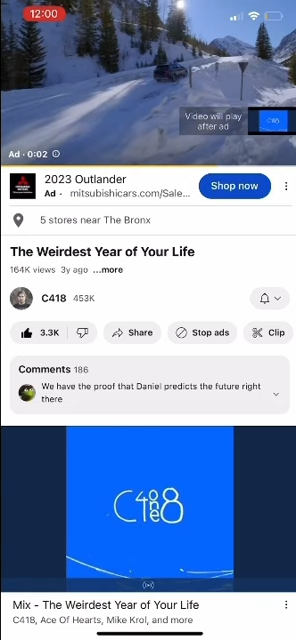 12:00
Video will play
after ad
Ad · 0:02
2023 Outlander
Ad · mitsubishicars.com/Sale...
Shop now
5 stores near The Bronx
The Weirdest Year of Your Life
164K views 3y ago ...more
C418 453K
3.3K
Share
Stop ads
Clip
Comments 186
We have the proof that Daniel predicts the future right
there
C418
one
Mix - The Weirdest Year of Your Life
C418, Ace Of Hearts, Mike Krol, and more